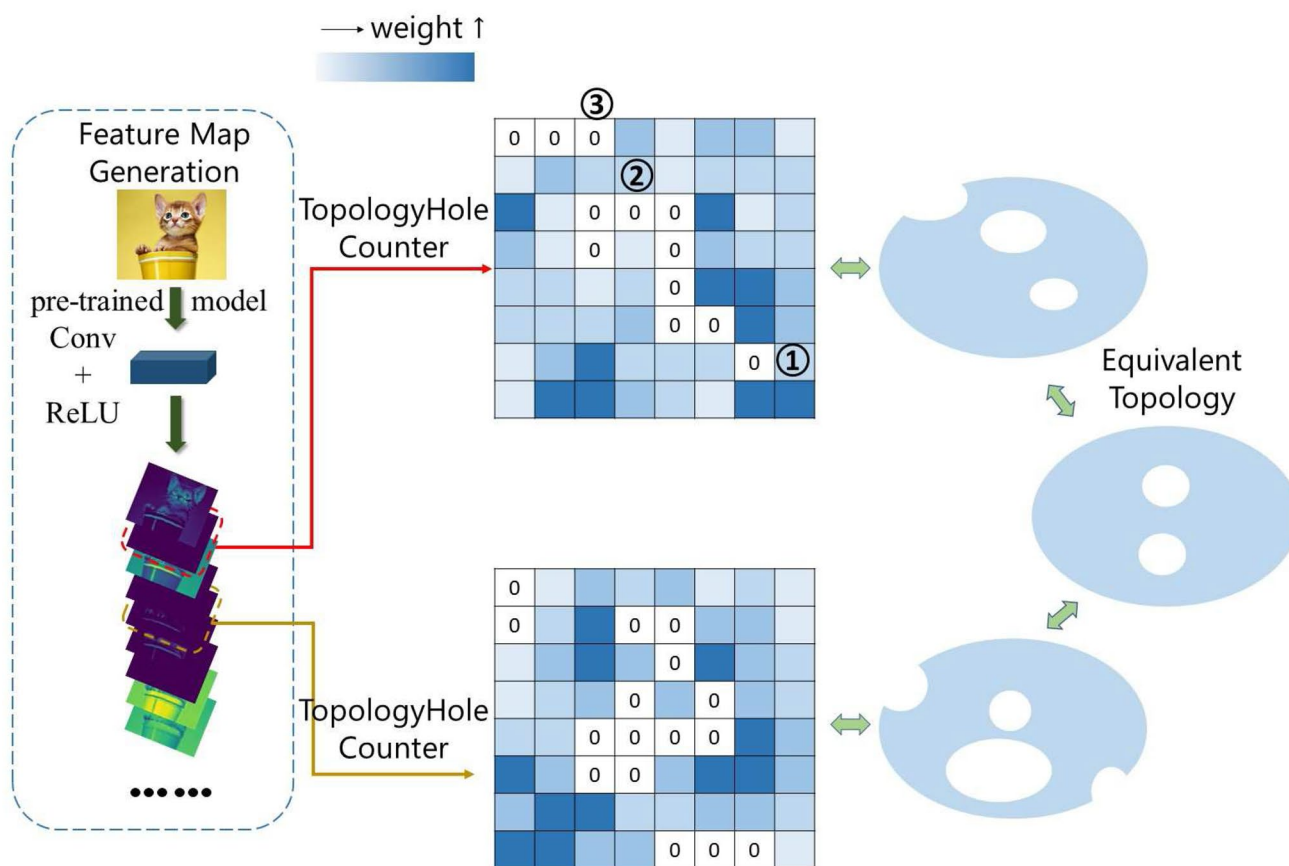 → weight ↑
Feature Map
Generation
pre-trained model
Conv
+
ReLU
••••••
TopologyHole
Counter
③
0 0 0
②
0 0 0
0 0
0
0 0
0 ①
Equivalent
Topology
TopologyHole
Counter
0
0 0 0
0
0 0
0 0 0 0
0 0
0 0 0